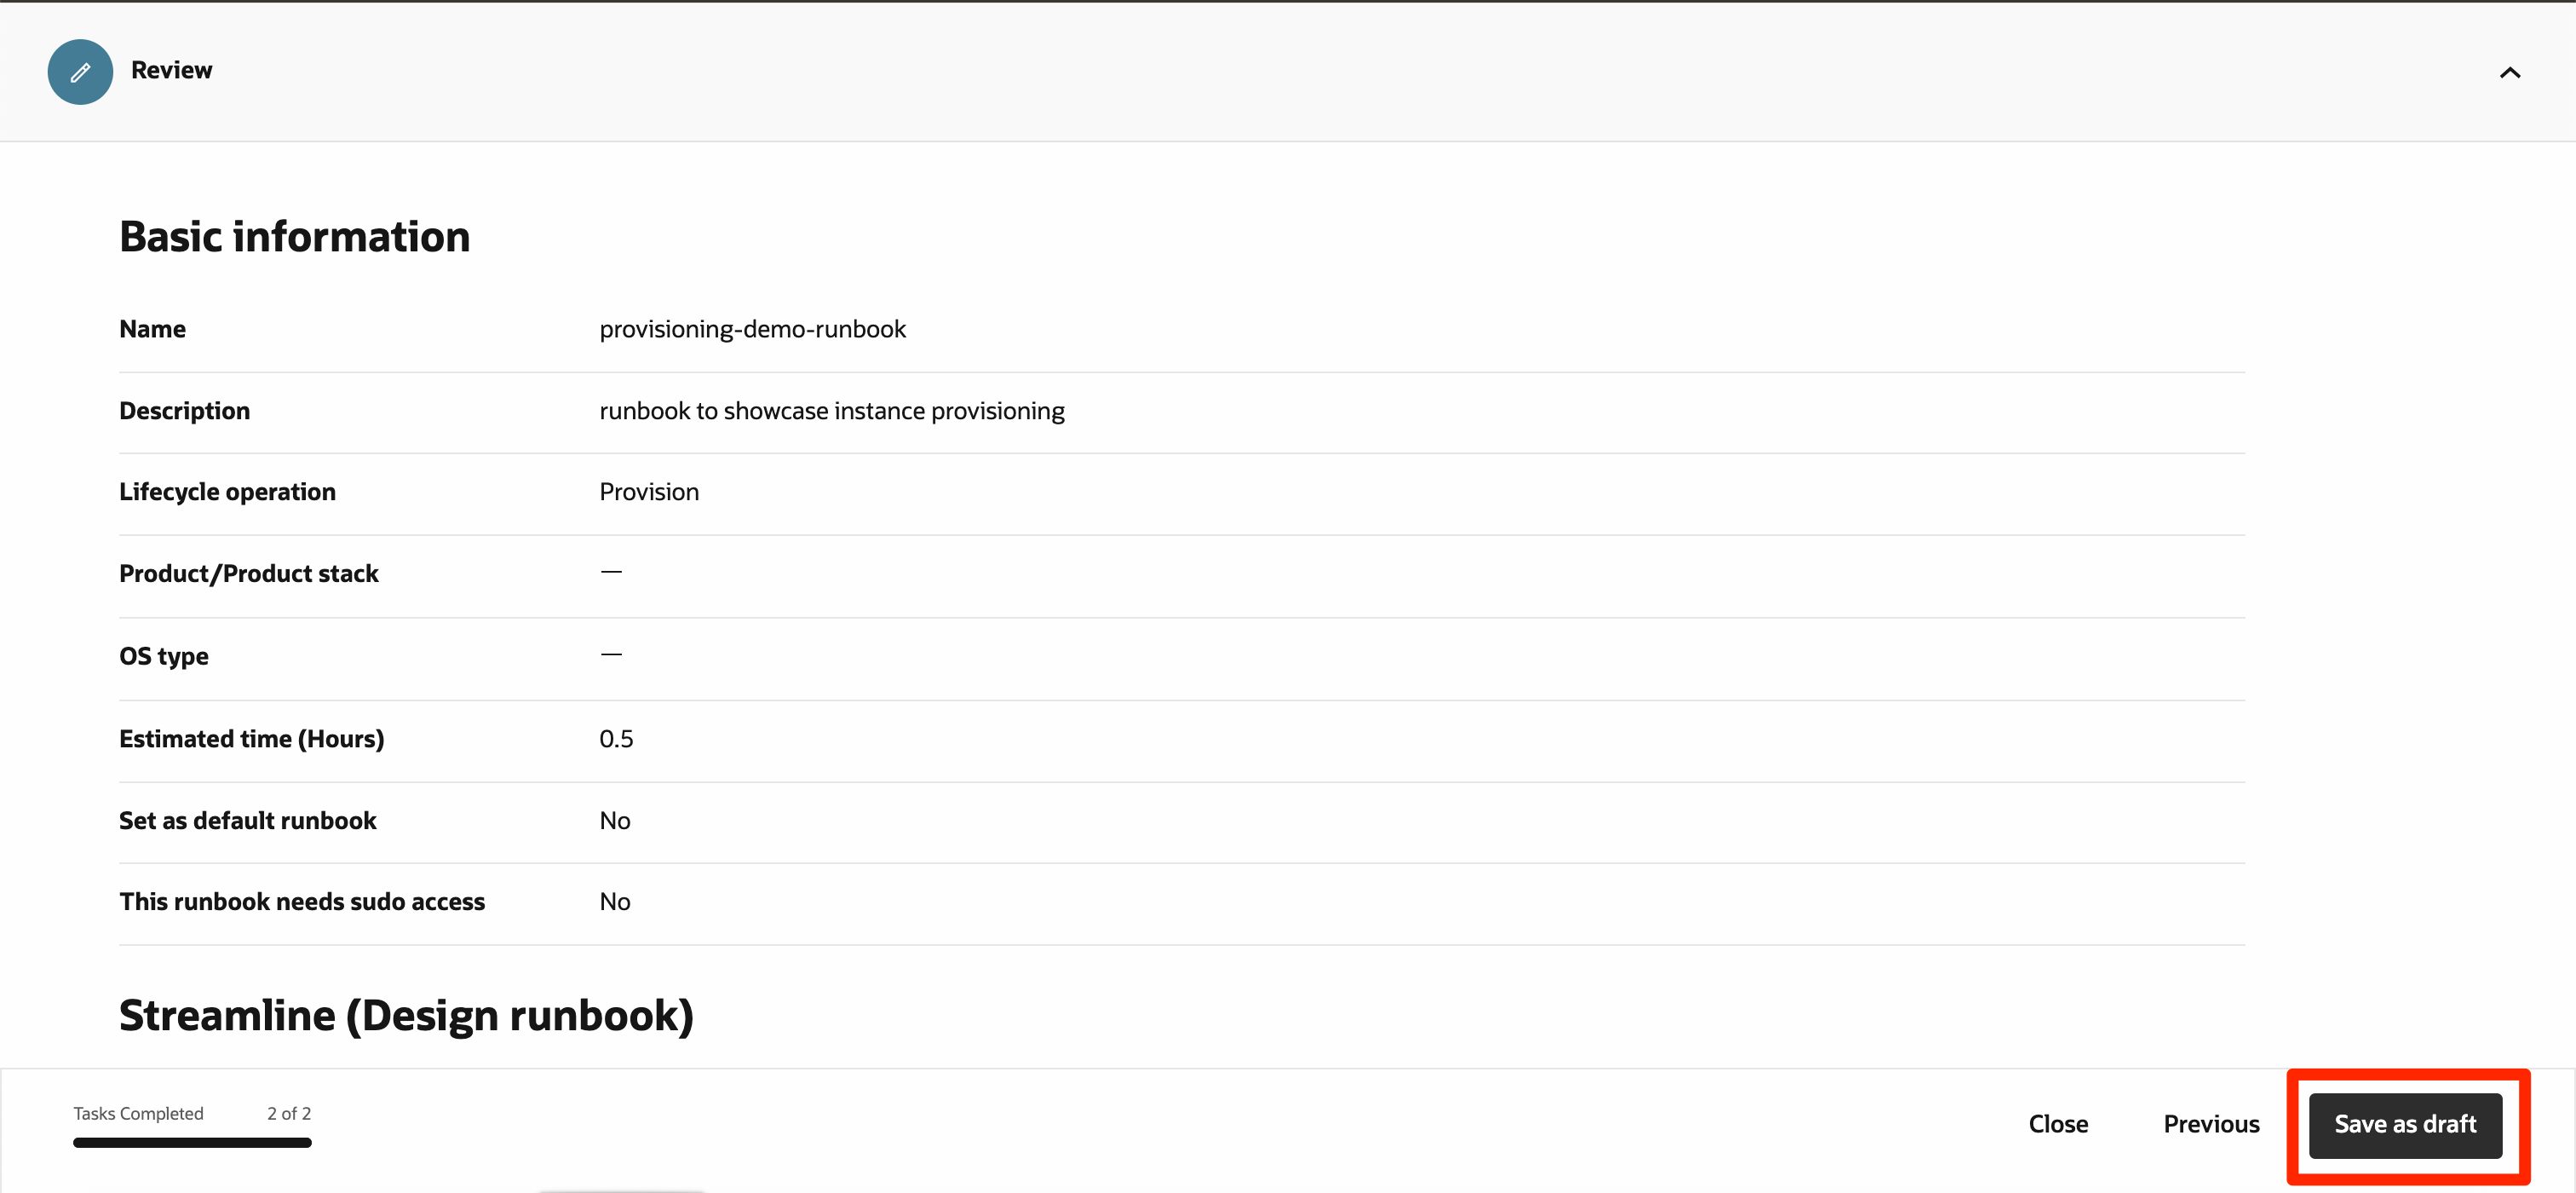 Review
Basic information
Name provisioning-demo-runbook
Description runbook to showcase instance provisioning
Lifecycle operation Provision
Product/Product stack —
OS type —
Estimated time (Hours) 0.5
Set as default runbook No
This runbook needs sudo access No
Streamline (Design runbook)
Tasks Completed 2 of 2
Close Previous Save as draft